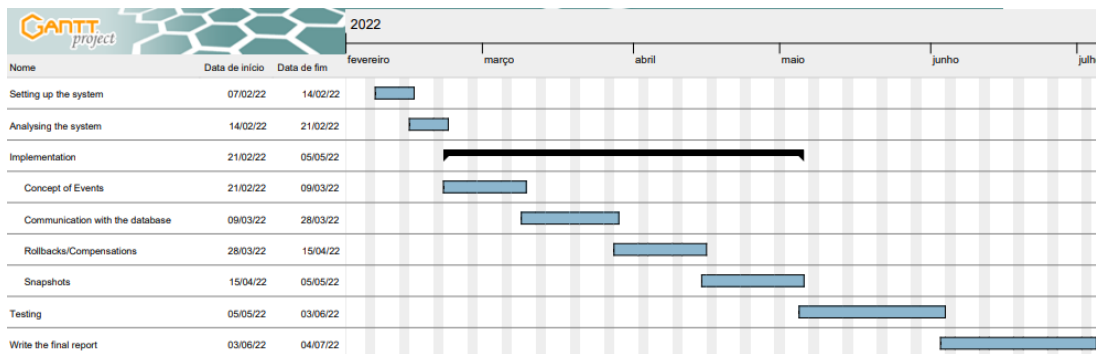 GANTT
project
2022
fevereiro março abril maio junho
Nome Data de início Data de fim
Setting up the system 07/02/22 14/02/22
Analysing the system 14/02/22 21/02/22
Implementation 21/02/22 05/05/22
Concept of Events 21/02/22 09/03/22
Communication with the database 09/03/22 28/03/22
Rollbacks/Compensations 28/03/22 15/04/22
Snapshots 15/04/22 05/05/22
Testing 05/05/22 03/06/22
Write the final report 03/06/22 04/07/22